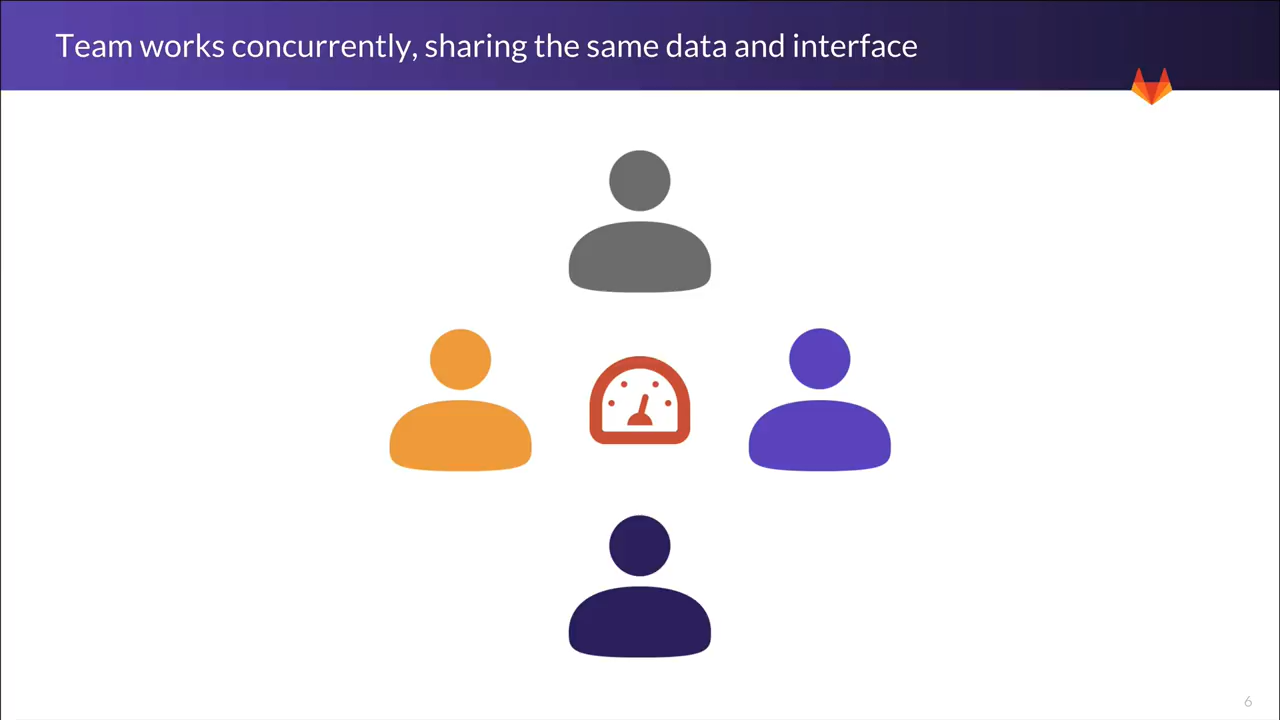 Team works concurrently, sharing the same data and interface
6